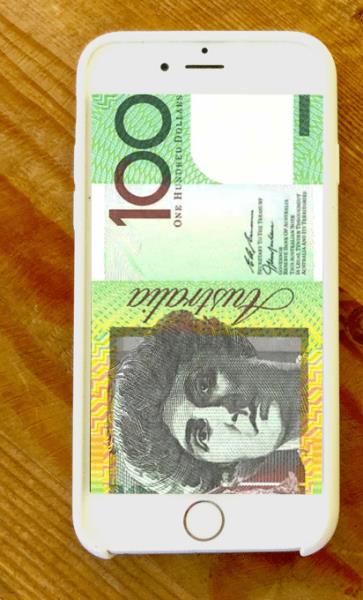 100
ONE HUNDRED DOLLARS
SECRETARY TO THE TREASURY
GOVERNOR
RESERVE BANK OF AUSTRALIA
THIS AUSTRALIAN NOTE
IS LEGAL TENDER THROUGHOUT
AUSTRALIA AND ITS TERRITORIES
Australia